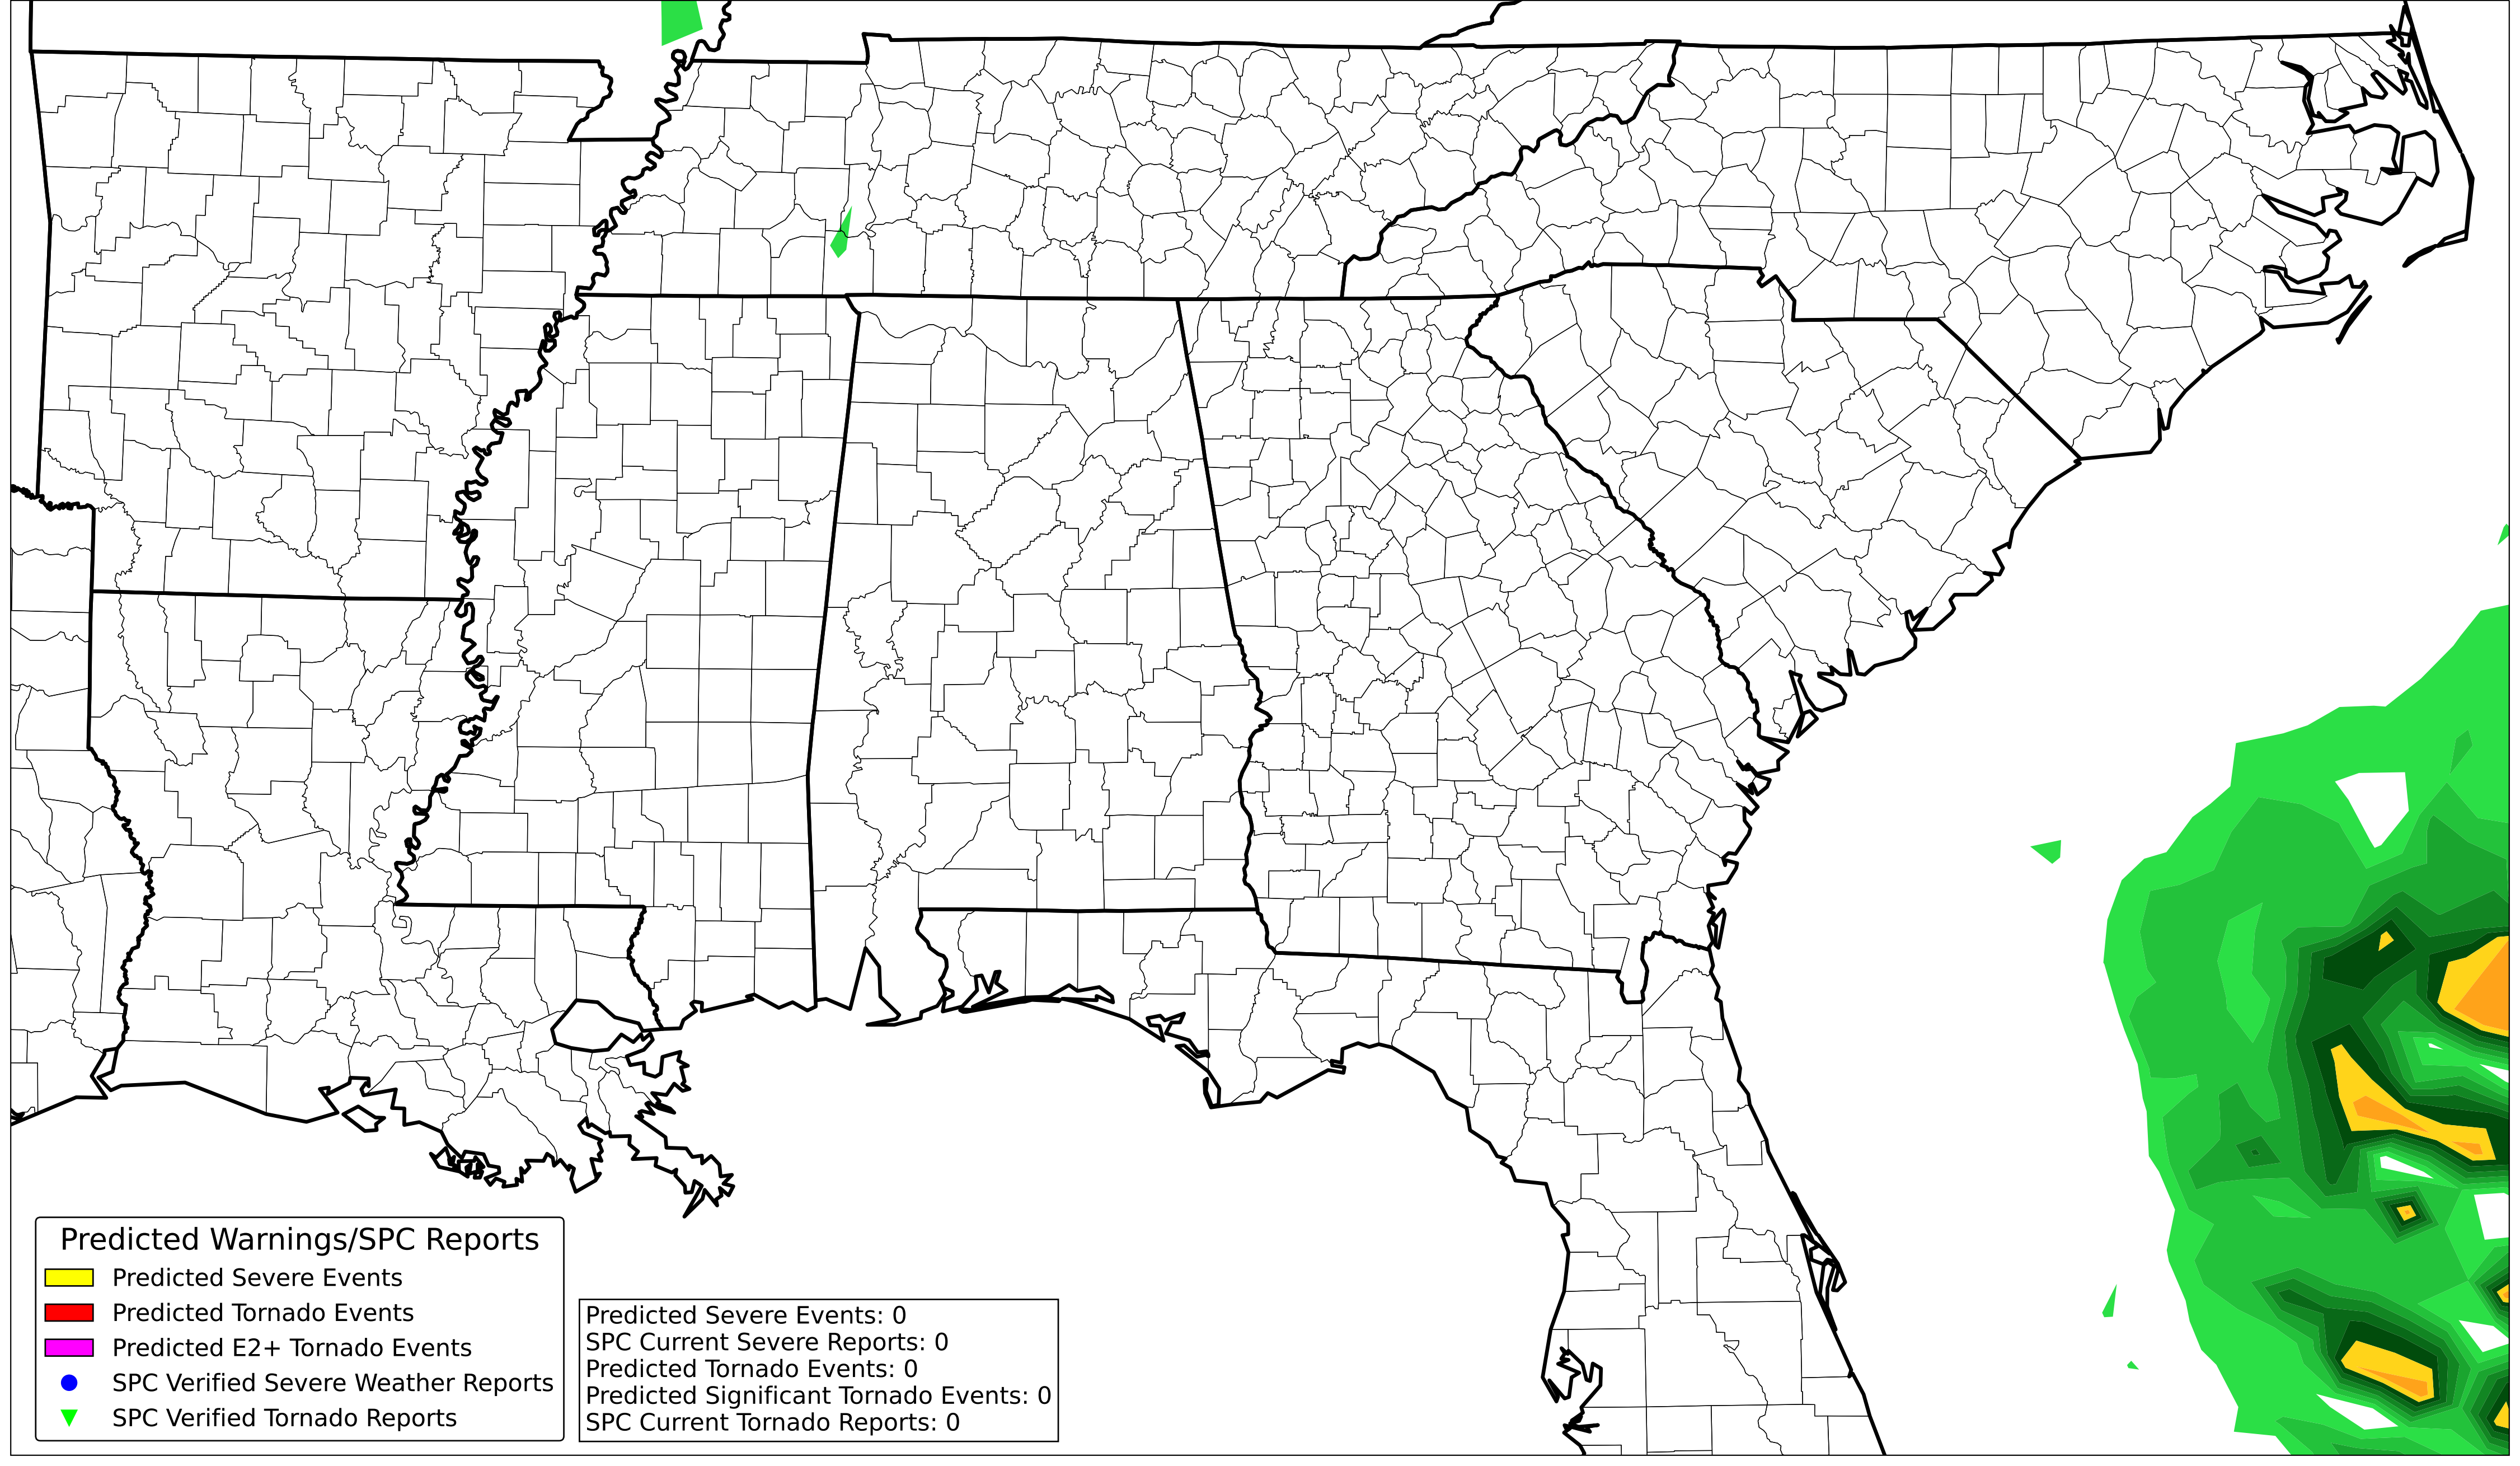 Predicted Warnings/SPC Reports
Predicted Severe Events
Predicted Tornado Events
Predicted E2+ Tornado Events
SPC Verified Severe Weather Reports
SPC Verified Tornado Reports
Predicted Severe Events: 0
SPC Current Severe Reports: 0
Predicted Tornado Events: 0
Predicted Significant Tornado Events: 0
SPC Current Tornado Reports: 0